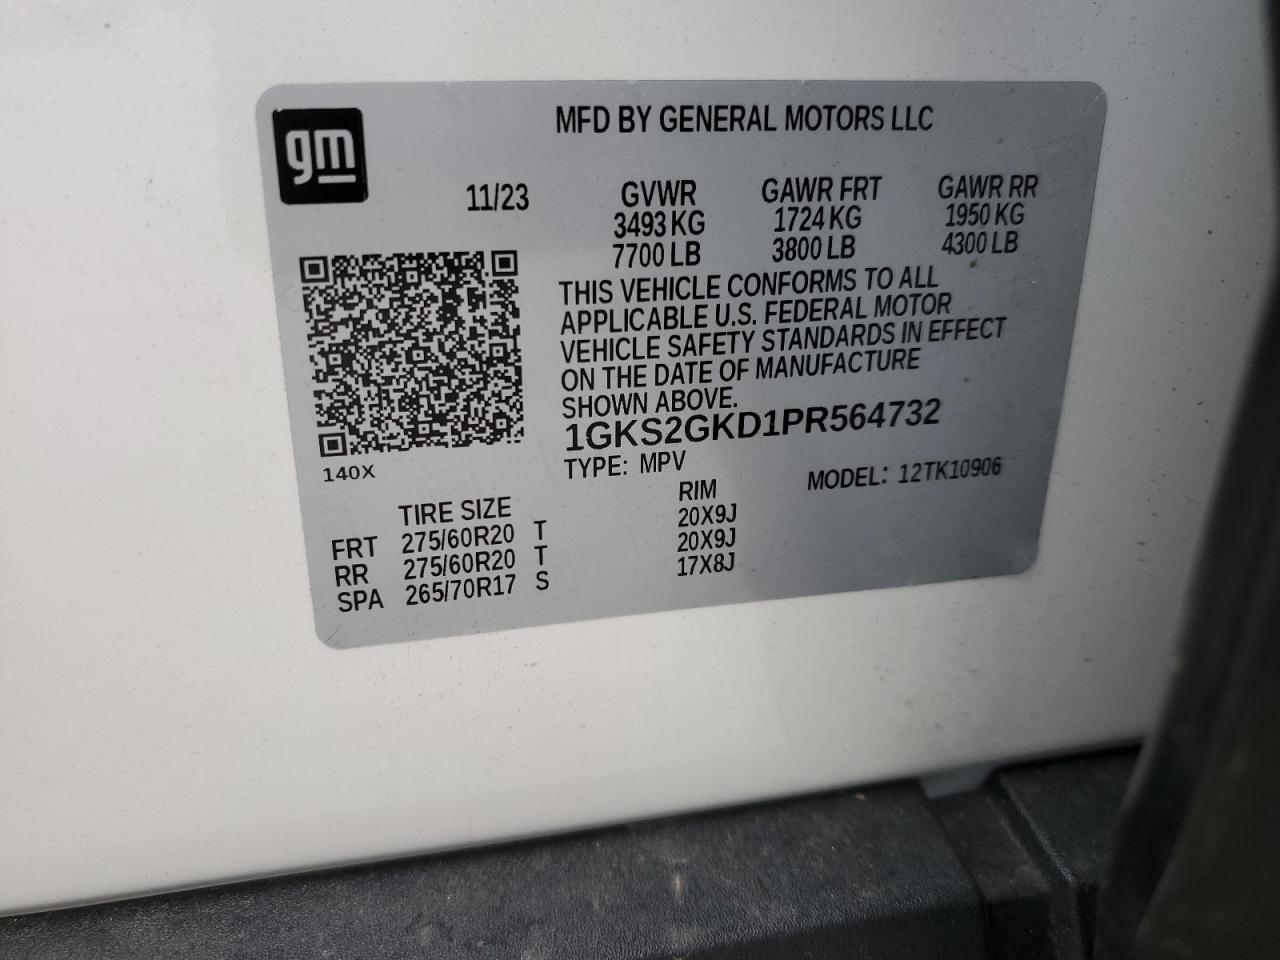 gm
MFD BY GENERAL MOTORS LLC
11/23
GVWR GAWR FRT GAWR RR
3493 KG 1724 KG 1950 KG
7700 LB 3800 LB 4300 LB
THIS VEHICLE CONFORMS TO ALL
APPLICABLE U.S. FEDERAL MOTOR
VEHICLE SAFETY STANDARDS IN EFFECT
ON THE DATE OF MANUFACTURE
SHOWN ABOVE.
1GKS2GKD1PR564732
140X
TYPE: MPV MODEL: 12TK10906
TIRE SIZE RIM
FRT 275/60R20 T 20X9J
RR 275/60R20 T 20X9J
SPA 265/70R17 S 17X8J